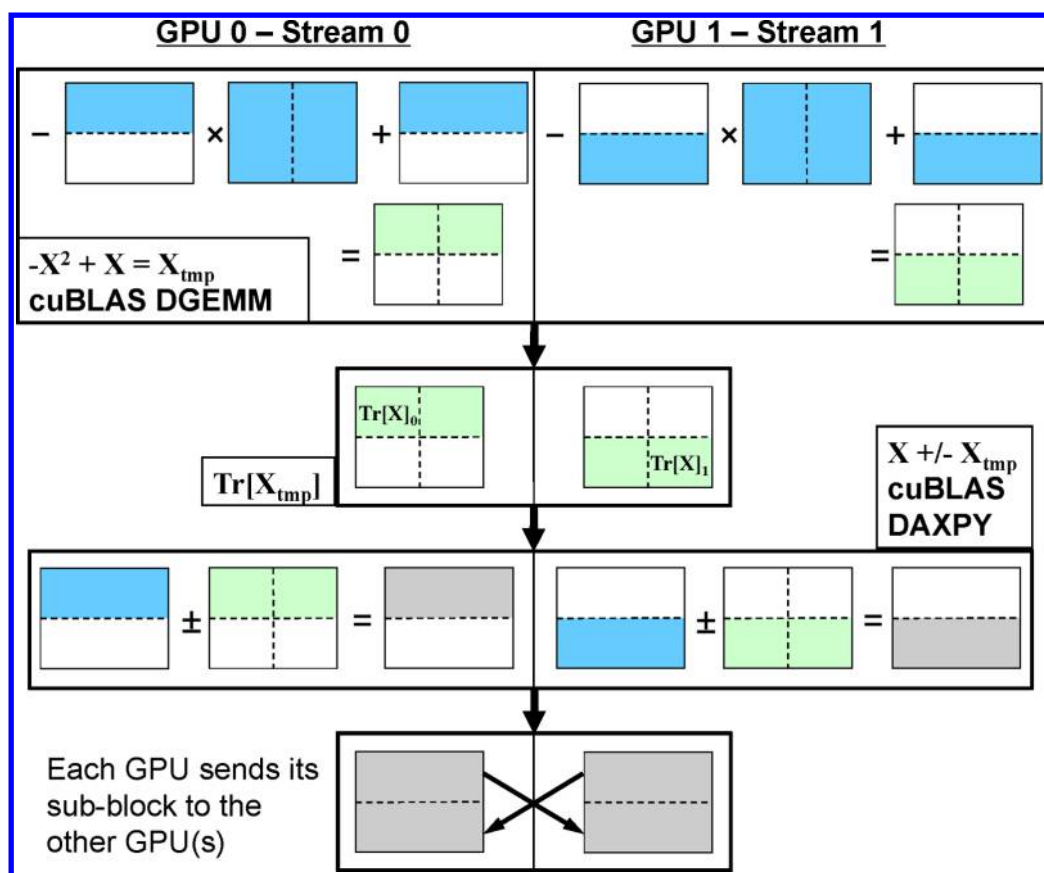 GPU 0 – Stream 0
GPU 1 – Stream 1
− × +
− × +
=
=
-X² + X = Xtmp
cuBLAS DGEMM
Tr[X]₀
Tr[X]₁
Tr[Xtmp]
X +/- Xtmp
cuBLAS
DAXPY
± =
± =
Each GPU sends its
sub-block to the
other GPU(s)